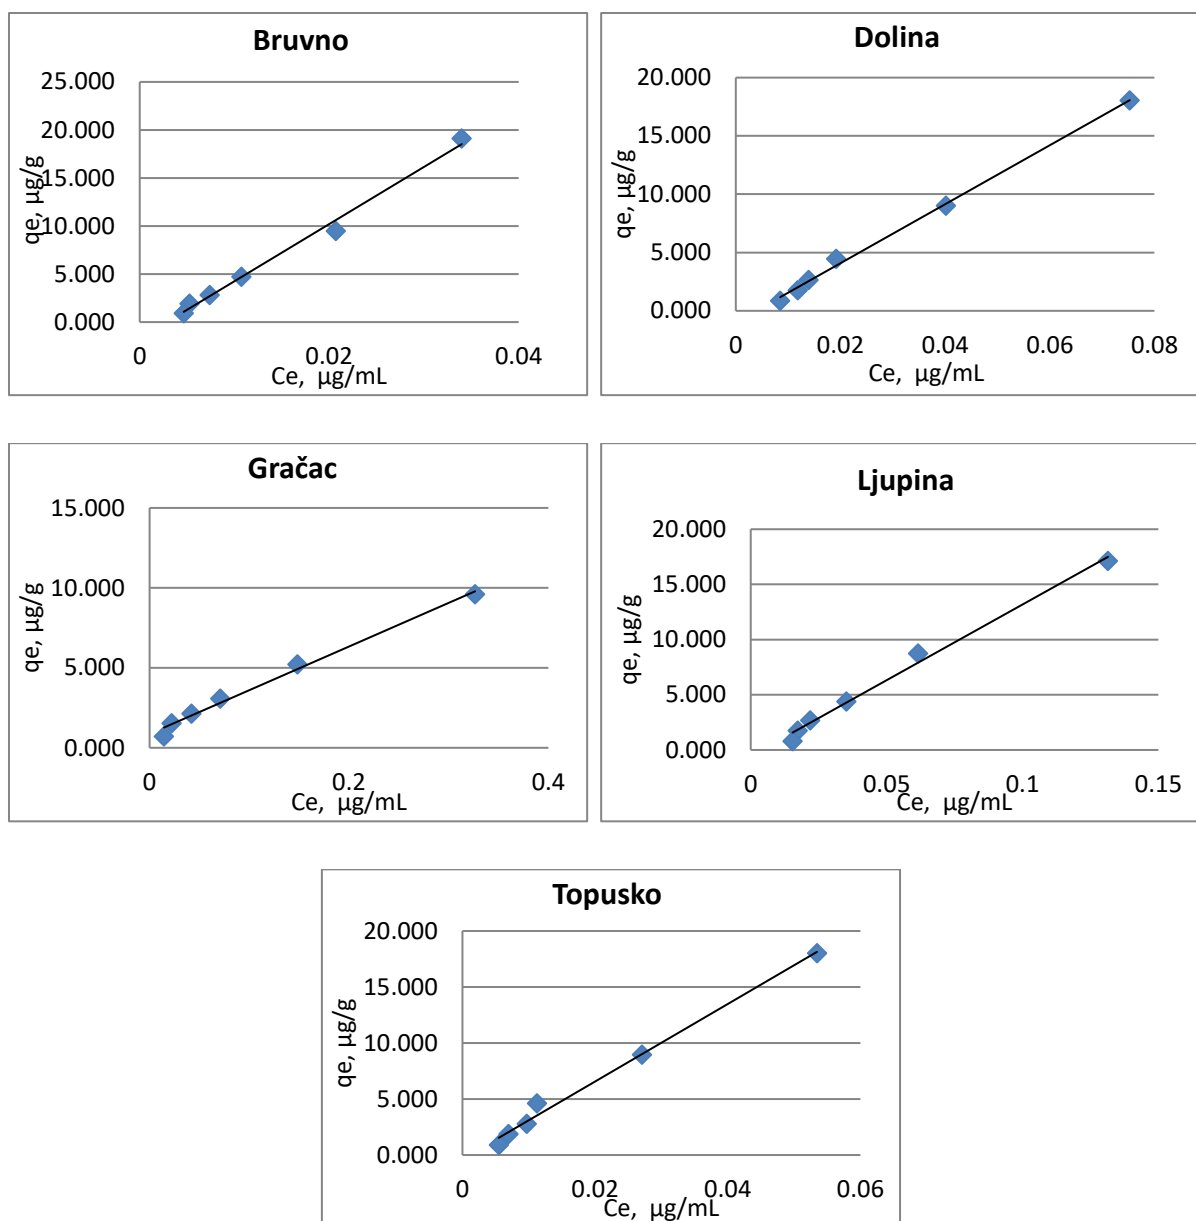 Bruvno
25.000
20.000
15.000
10.000
5.000
0.000
qe, µg/g
0 0.02 0.04
Ce, µg/mL
Dolina
20.000
15.000
10.000
5.000
0.000
qe, µg/g
0 0.02 0.04 0.06 0.08
Ce, µg/mL
Gračac
15.000
10.000
5.000
0.000
qe, µg/g
0 0.2 0.4
Ce, µg/mL
Ljupina
20.000
15.000
10.000
5.000
0.000
qe, µg/g
0 0.05 0.1 0.15
Ce, µg/mL
Topusko
20.000
15.000
10.000
5.000
0.000
qe, µg/g
0 0.02 0.04 0.06
Ce, µg/mL